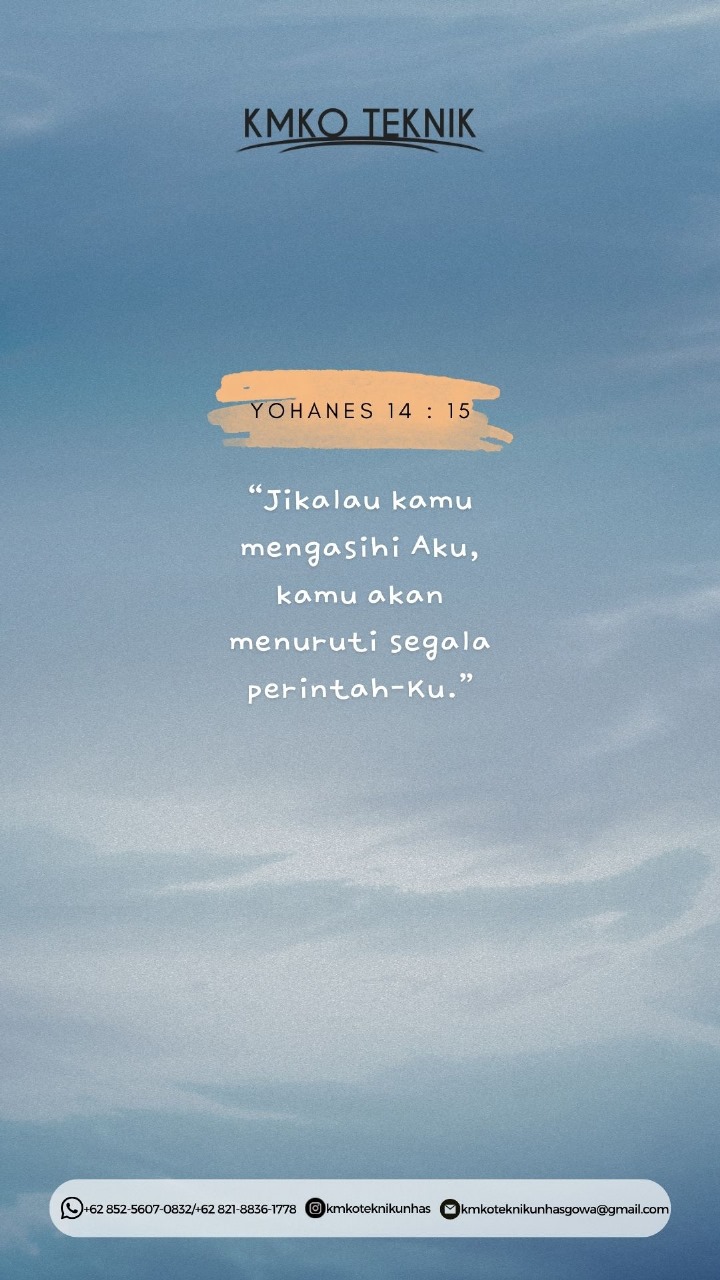 KMKO TEKNIK
YOHANES 14 : 15
“Jikalau kamu
mengasihi Aku,
kamu akan
menuruti segala
perintah-Ku.”
+62 852-5607-0832/+62 821-8836-1778 kmkoteknikunhas kmkoteknikunhasgowa@gmail.com